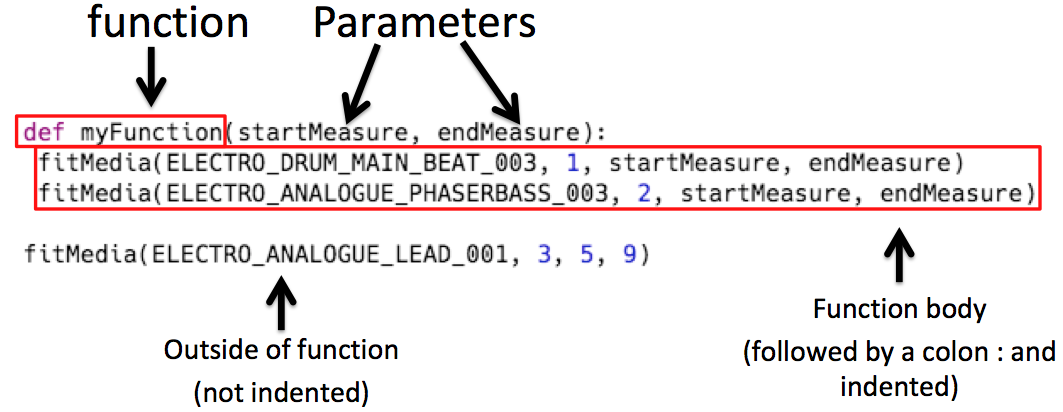 function Parameters
def myFunction(startMeasure, endMeasure):
fitMedia(ELECTRO_DRUM_MAIN_BEAT_003, 1, startMeasure, endMeasure)
fitMedia(ELECTRO_ANALOGUE_PHASERBASS_003, 2, startMeasure, endMeasure)
fitMedia(ELECTRO_ANALOGUE_LEAD_001, 3, 5, 9)
Outside of function
(not indented)
Function body
(followed by a colon : and
indented)